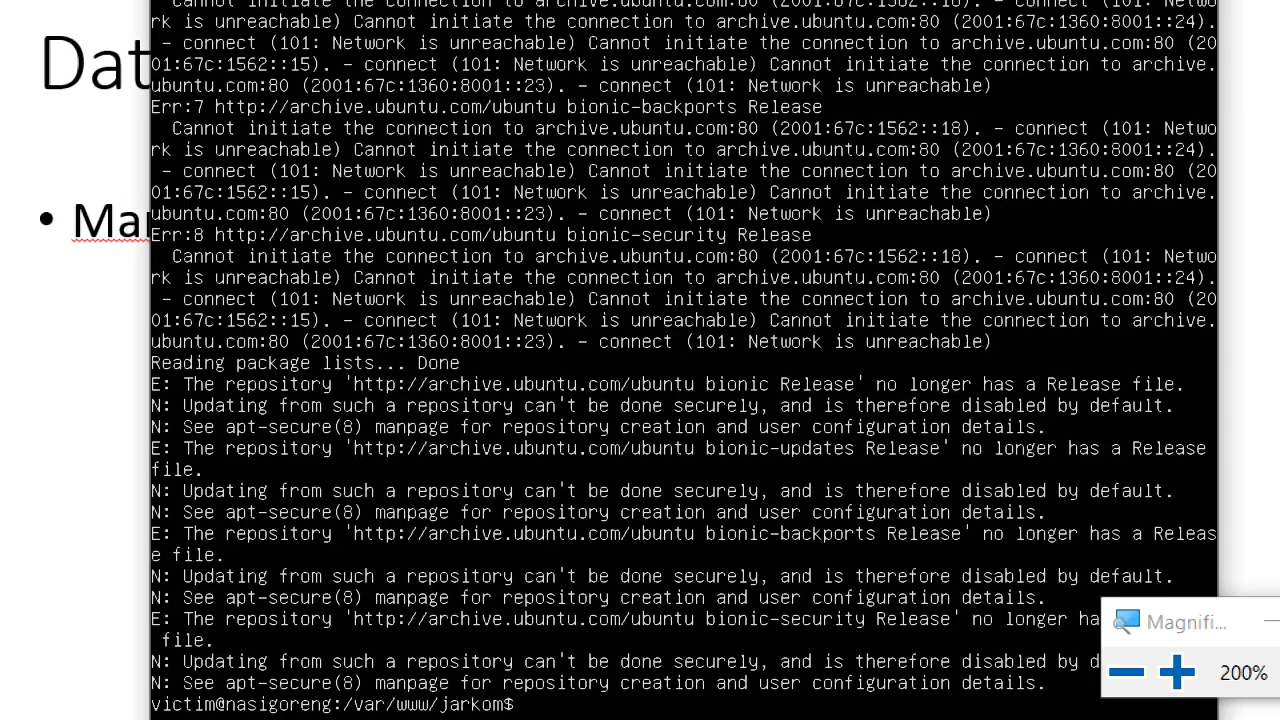 Cannot initiate the connection to archive.ubuntu.com:80 (2001:67c:1562::18). - connect (101: Netwo
rk is unreachable) Cannot initiate the connection to archive.ubuntu.com:80 (2001:67c:1360:8001::24).
Dat
- connect (101: Network is unreachable) Cannot initiate the connection to archive.ubuntu.com:80 (20
01:67c:1562::15). - connect (101: Network is unreachable) Cannot initiate the connection to archive.
ubuntu.com:80 (2001:67c:1360:8001::23). - connect (101: Network is unreachable)
Err:7 http://archive.ubuntu.com/ubuntu bionic-backports Release
Cannot initiate the connection to archive.ubuntu.com:80 (2001:67c:1562::18). - connect (101: Netwo
rk is unreachable) Cannot initiate the connection to archive.ubuntu.com:80 (2001:67c:1360:8001::24).
- connect (101: Network is unreachable) Cannot initiate the connection to archive.ubuntu.com:80 (20
01:67c:1562::15). - connect (101: Network is unreachable) Cannot initiate the connection to archive.
ubuntu.com:80 (2001:67c:1360:8001::23). - connect (101: Network is unreachable)
• Man
Err:8 http://archive.ubuntu.com/ubuntu bionic-security Release
Cannot initiate the connection to archive.ubuntu.com:80 (2001:67c:1562::18). - connect (101: Netwo
rk is unreachable) Cannot initiate the connection to archive.ubuntu.com:80 (2001:67c:1360:8001::24).
- connect (101: Network is unreachable) Cannot initiate the connection to archive.ubuntu.com:80 (20
01:67c:1562::15). - connect (101: Network is unreachable) Cannot initiate the connection to archive.
ubuntu.com:80 (2001:67c:1360:8001::23). - connect (101: Network is unreachable)
Reading package lists... Done
E: The repository 'http://archive.ubuntu.com/ubuntu bionic Release' no longer has a Release file.
N: Updating from such a repository can't be done securely, and is therefore disabled by default.
N: See apt-secure(8) manpage for repository creation and user configuration details.
E: The repository 'http://archive.ubuntu.com/ubuntu bionic-updates Release' no longer has a Release
file.
N: Updating from such a repository can't be done securely, and is therefore disabled by default.
N: See apt-secure(8) manpage for repository creation and user configuration details.
E: The repository 'http://archive.ubuntu.com/ubuntu bionic-backports Release' no longer has a Releas
e file.
N: Updating from such a repository can't be done securely, and is therefore disabled by default.
N: See apt-secure(8) manpage for repository creation and user configuration details.
E: The repository 'http://archive.ubuntu.com/ubuntu bionic-security Release' no longer ha
file.
N: Updating from such a repository can't be done securely, and is therefore disabled by d
N: See apt-secure(8) manpage for repository creation and user configuration details.
victim@nasigoreng:/var/www/jarkom$
Magnifi...
200%